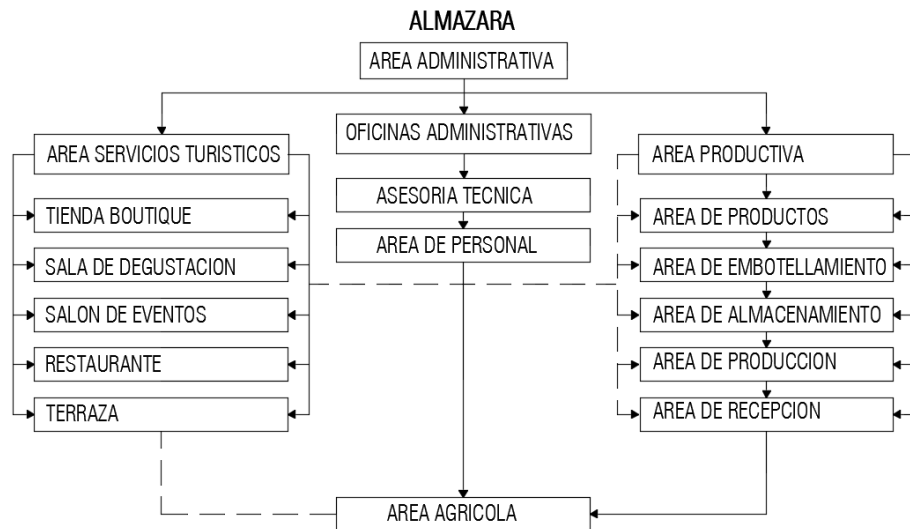 ALMAZARA
AREA ADMINISTRATIVA
AREA SERVICIOS TURISTICOS
TIENDA BOUTIQUE
SALA DE DEGUSTACION
SALON DE EVENTOS
RESTAURANTE
TERRAZA
OFICINAS ADMINISTRATIVAS
ASESORIA TECNICA
AREA DE PERSONAL
AREA PRODUCTIVA
AREA DE PRODUCTOS
AREA DE EMBOTELLAMIENTO
AREA DE ALMACENAMIENTO
AREA DE PRODUCCION
AREA DE RECEPCION
AREA AGRICOLA